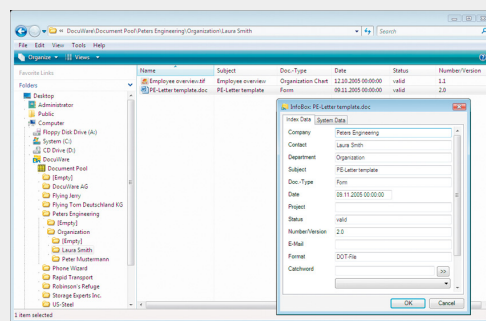 « DocuWare\Document Pool\Peters Engineering\Organization\Laura Smith
Search
File Edit View Tools Help
Organize Views
Favorite Links
Name Subject Doc.-Type Date Status Number/Version
Employee overview.tif Employee overview Organization Chart 12.10.2005 00:00:00 valid 1.1
PE-Letter template.doc PE-Letter template Form 09.11.2005 00:00:00 valid 2.0
Folders
Desktop
Administrator
Public
Computer
Floppy Disk Drive (A:)
System (C:)
CD Drive (D:)
DocuWare
Document Pool
[Empty]
DocuWare AG
Flying Jerry
Flying Tom Deutschland KG
Peters Engineering
[Empty]
Organization
[Empty]
Laura Smith
Peter Mustermann
Phone Wizard
Rapid Transport
Robinson's Refuge
Storage Experts Inc.
US-Steel
InfoBox: PE-Letter template.doc
Index Data System Data
Company Peters Engineering
Contact Laura Smith
Department Organization
Subject PE-Letter template
Doc.-Type Form
Date 09.11.2005 00:00:00
Project
Status valid
Number/Version 2.0
E-Mail
Format DOT-File
Catchword >>
OK Cancel
1 item selected